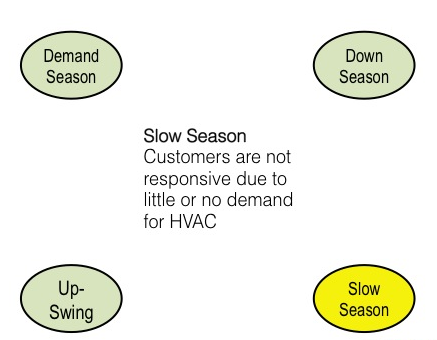 Demand
Season
Down
Season
Slow Season
Customers are not
responsive due to
little or no demand
for HVAC
Up-
Swing
Slow
Season